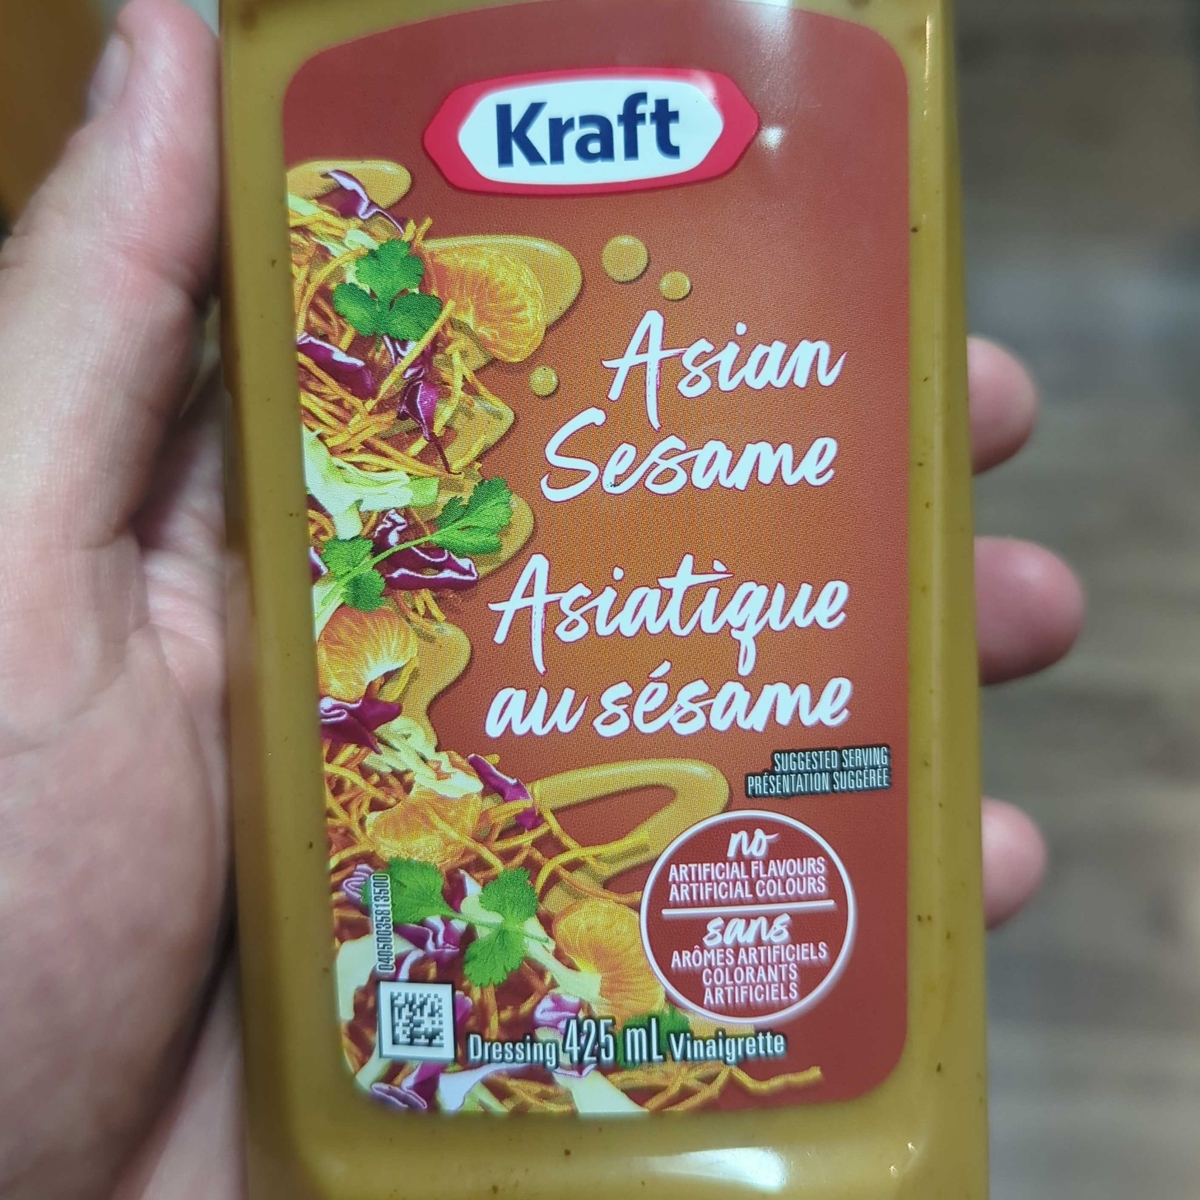 Kraft
Asian
Sesame
Asiatique
au sésame
SUGGESTED SERVING
PRÉSENTATION SUGGÉRÉE
no
ARTIFICIAL FLAVOURS
ARTIFICIAL COLOURS
sans
ARÔMES ARTIFICIELS
COLORANTS
ARTIFICIELS
04050035813500
Dressing 425 mL Vinaigrette